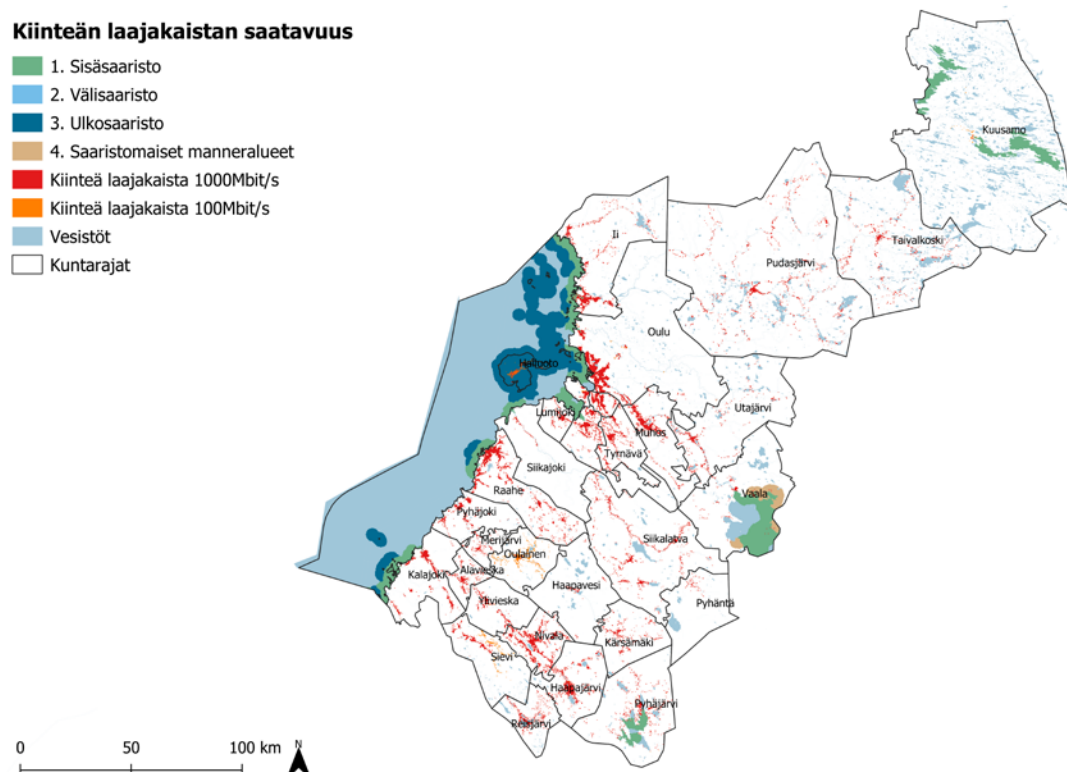 Kiinteän laajakaistan saatavuus
1. Sisäsaaristo
2. Välisaaristo
3. Ulkosaaristo
4. Saaristomaiset manneralueet
Kiinteä laajakaista 1000Mbit/s
Kiinteä laajakaista 100Mbit/s
Vesistöt
Kuntarajat
Kuusamo
Ii
Taivalkoski
Pudasjärvi
Oulu
Hailuoto
Utajärvi
Lumijoki
Muhos
Tyrnävä
Siikajoki
Raahe
Vaala
Pyhäjoki
Siikalatva
Merijärvi
Oulainen
Alavieska
Kalajoki
Haapavesi
Ylivieska
Pyhäntä
Nivala
Kärsämäki
Sievi
Haapajärvi
Pyhäjärvi
Reisjärvi
0 50 100 km
N